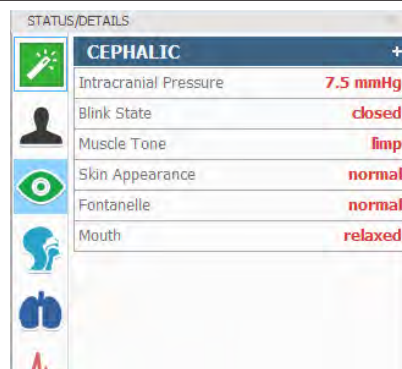 STATUS/DETAILS
CEPHALIC +
Intracranial Pressure 7.5 mmHg
Blink State closed
Muscle Tone limp
Skin Appearance normal
Fontanelle normal
Mouth relaxed